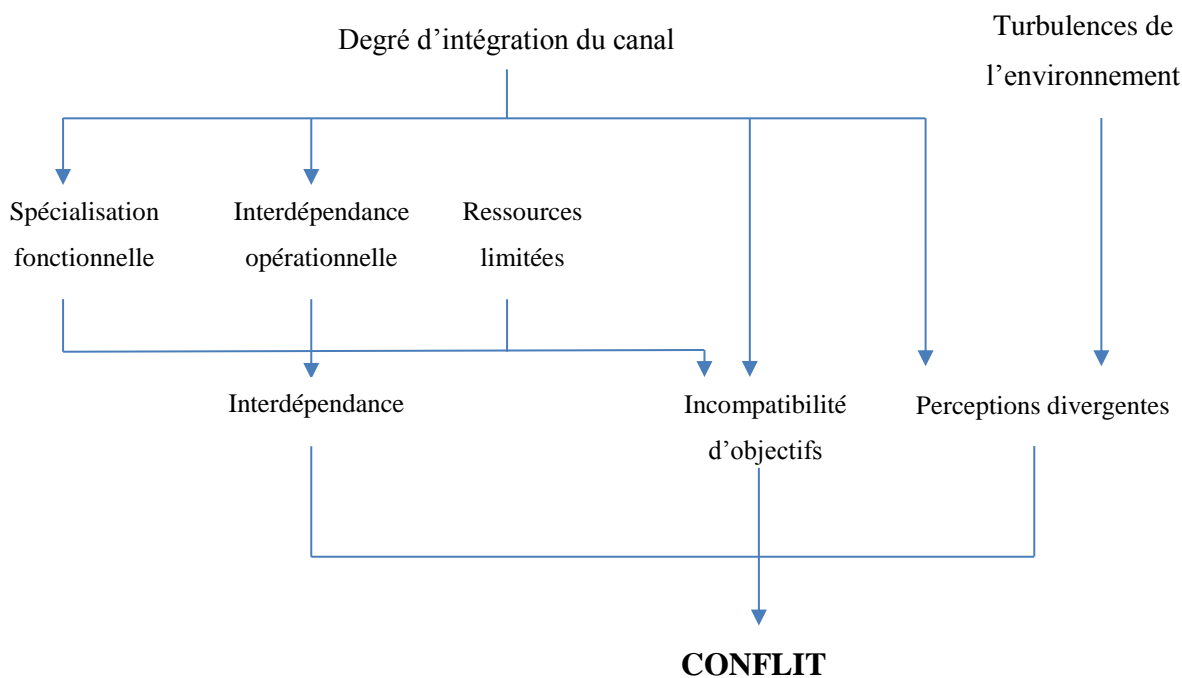 Degré d’intégration du canal
Turbulences de
l’environnement
Spécialisation
fonctionnelle
Interdépendance
opérationnelle
Ressources
limitées
Interdépendance
Incompatibilité
d’objectifs
Perceptions divergentes
CONFLIT